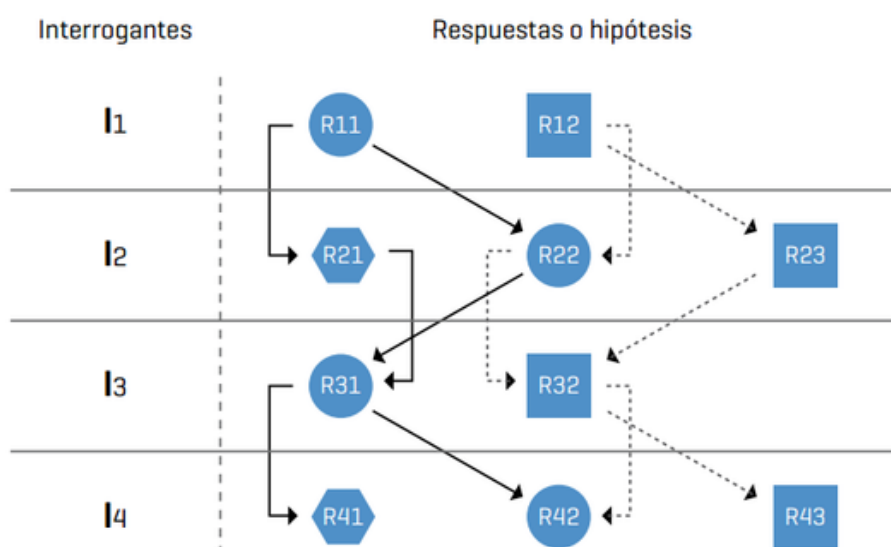 Interrogantes Respuestas o hipótesis
I1 R11 R12
I2 R21 R22 R23
I3 R31 R32
I4 R41 R42 R43